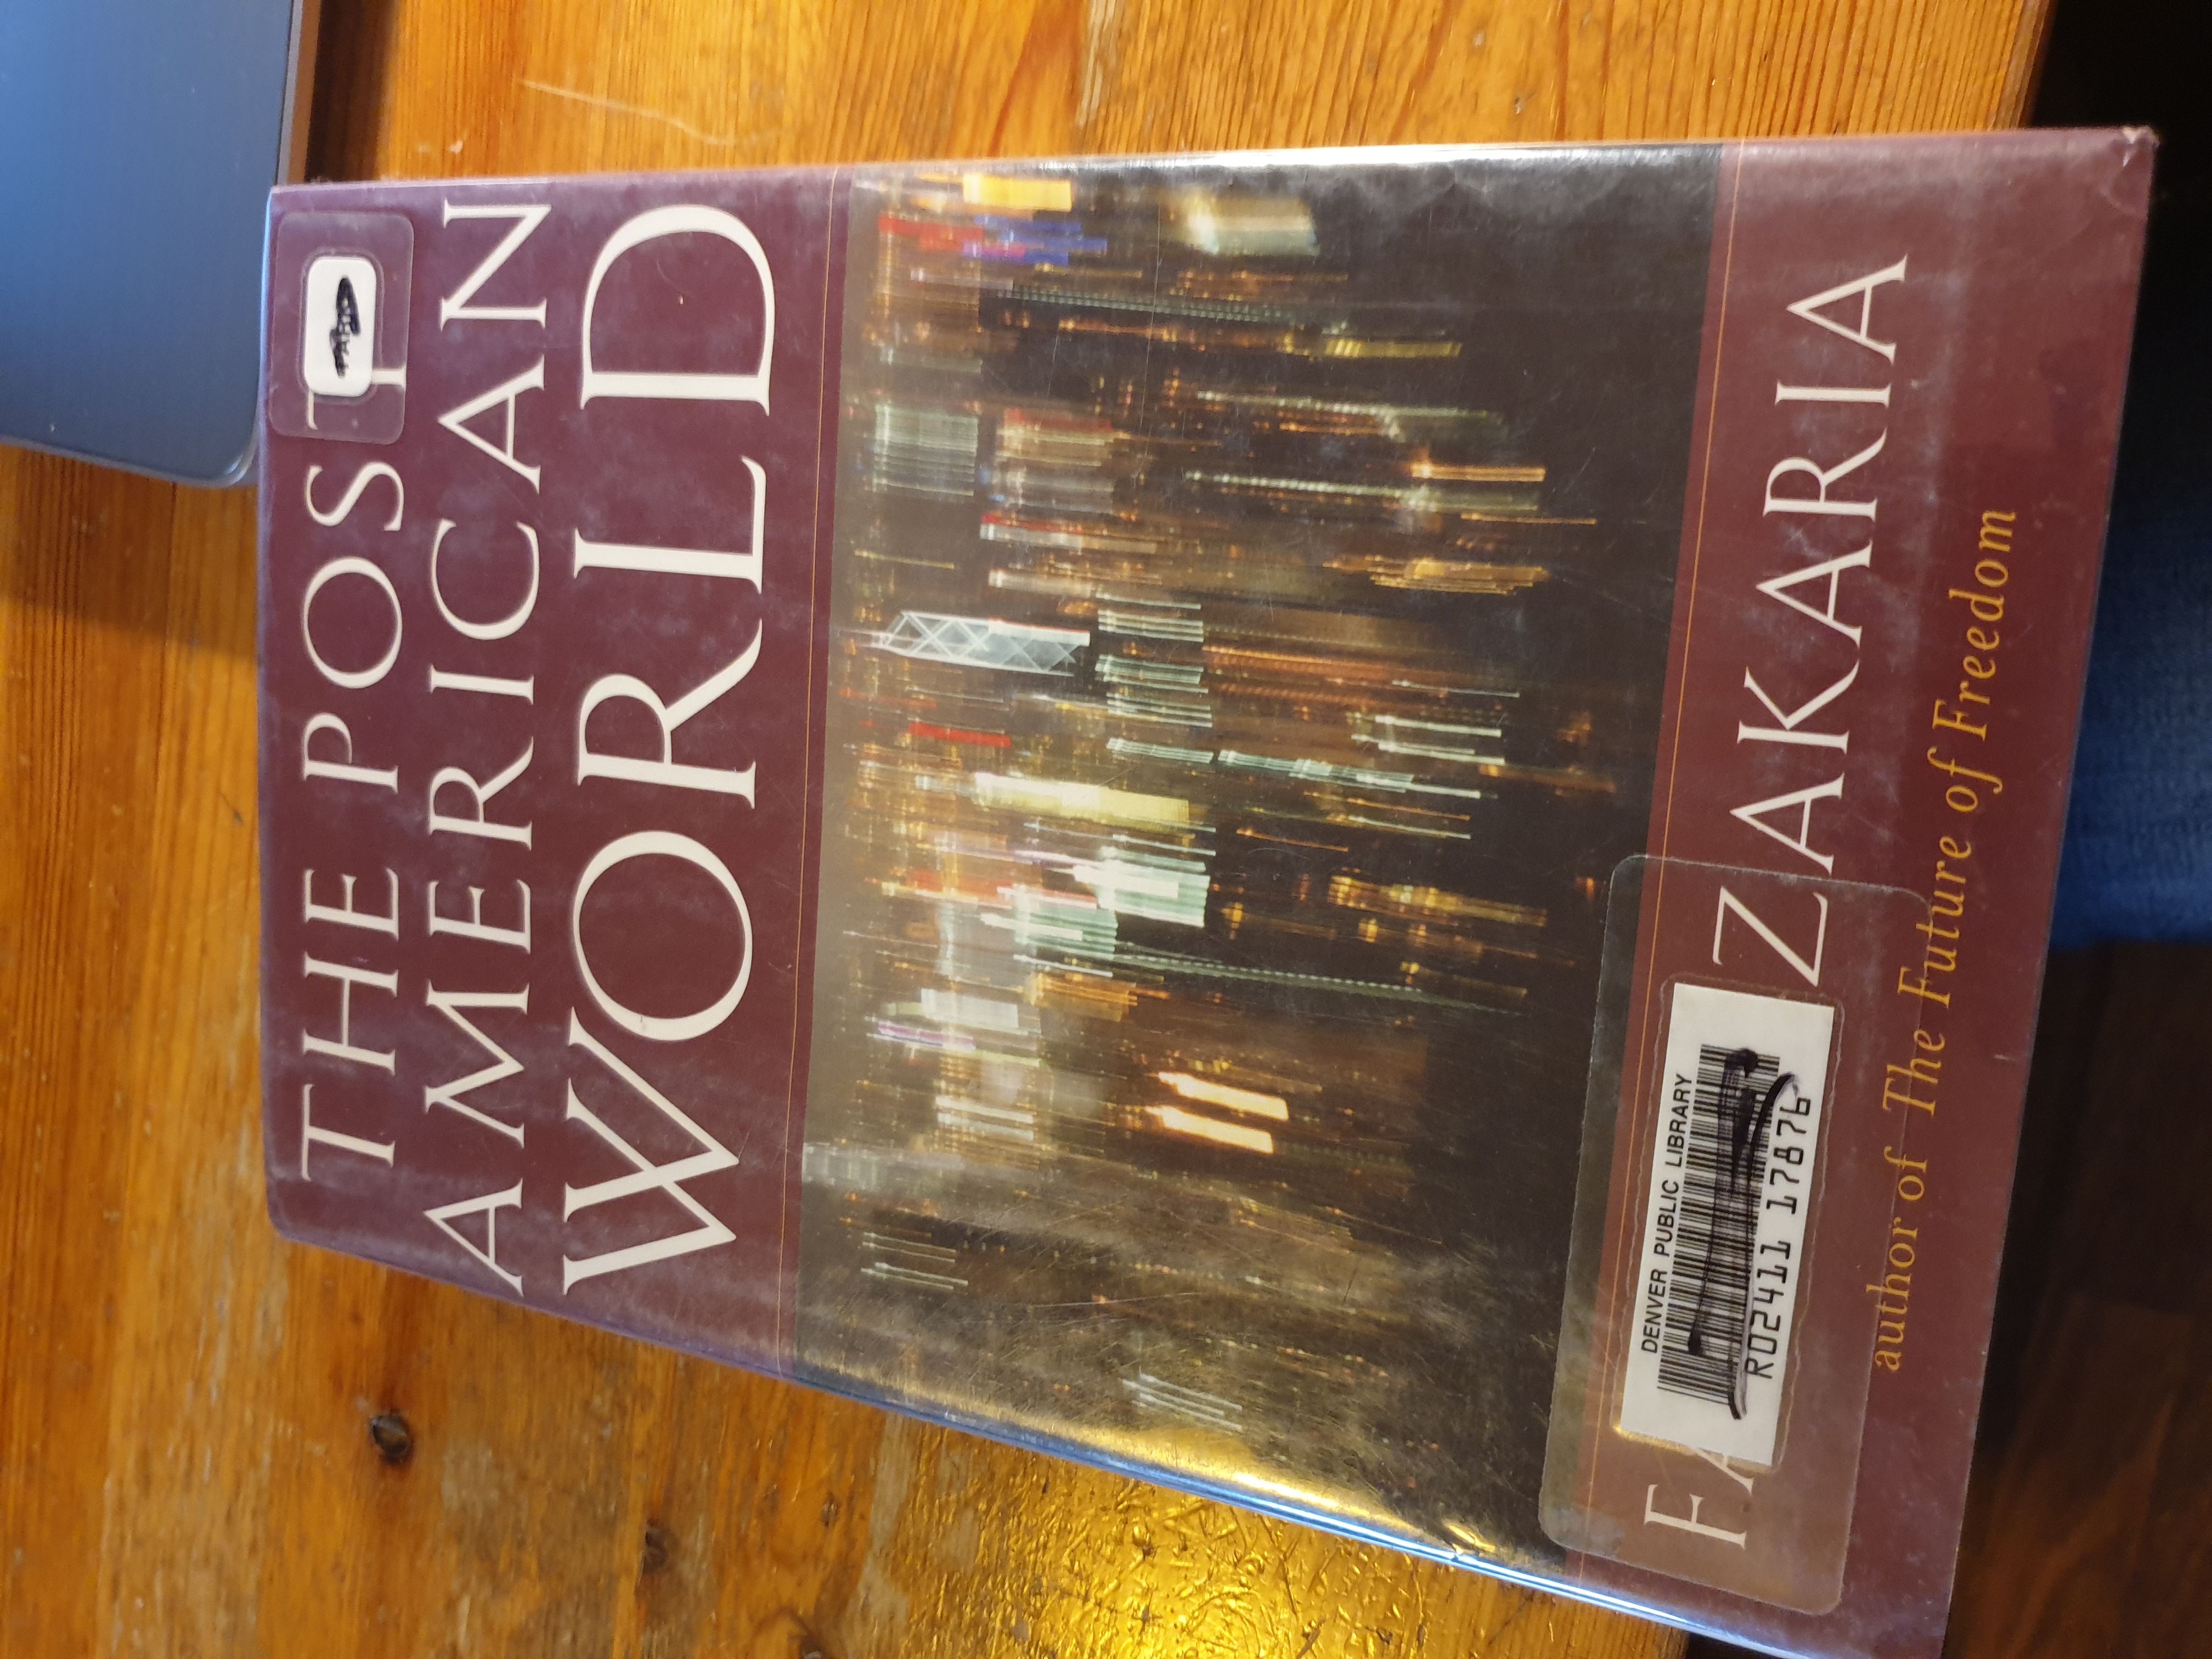 THE POST
AMERICAN
WORLD
DENVER PUBLIC LIBRARY
R02411 17876
ZAKARIA
author of The Future of Freedom